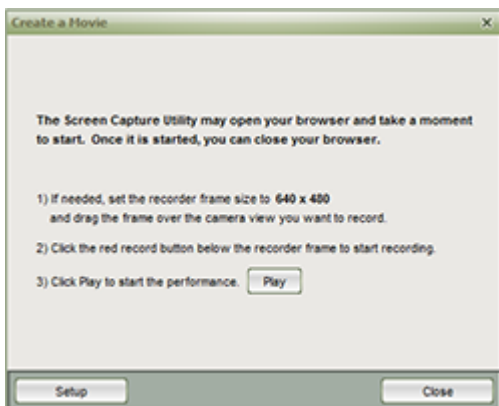 Create a Movie
The Screen Capture Utility may open your browser and take a moment
to start. Once it is started, you can close your browser.
1) If needed, set the recorder frame size to 640 x 480
and drag the frame over the camera view you want to record.
2) Click the red record button below the recorder frame to start recording.
3) Click Play to start the performance. Play
Setup Close